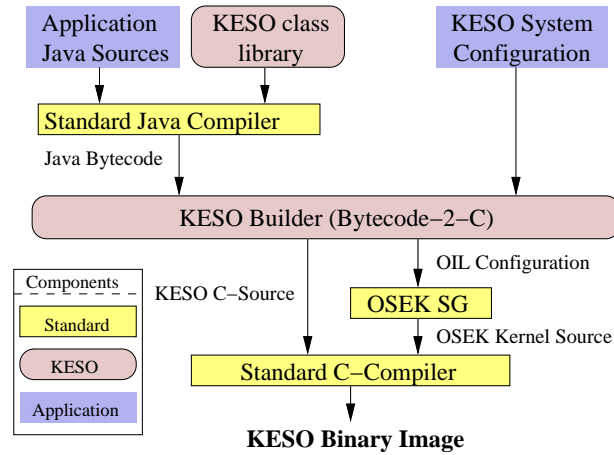 Application
Java Sources
KESO class
library
KESO System
Configuration
Standard Java Compiler
Java Bytecode
KESO Builder (Bytecode−2−C)
OIL Configuration
KESO C−Source
OSEK SG
OSEK Kernel Source
Standard C−Compiler
KESO Binary Image
Components
Standard
KESO
Application